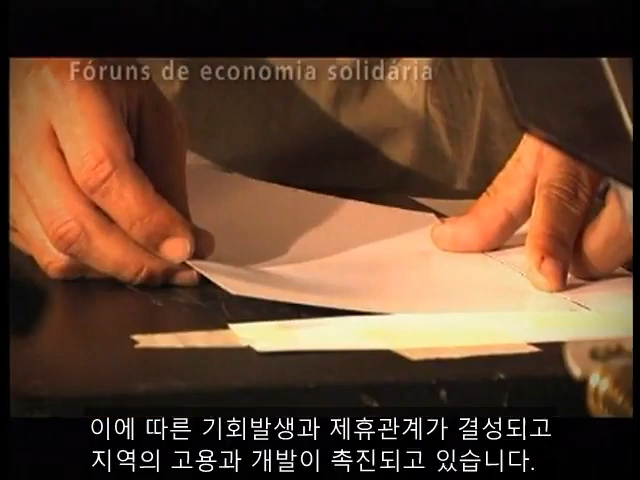 Fóruns de economia solidária
이에 따른 기회발생과 제휴관계가 결성되고
지역의 고용과 개발이 촉진되고 있습니다.